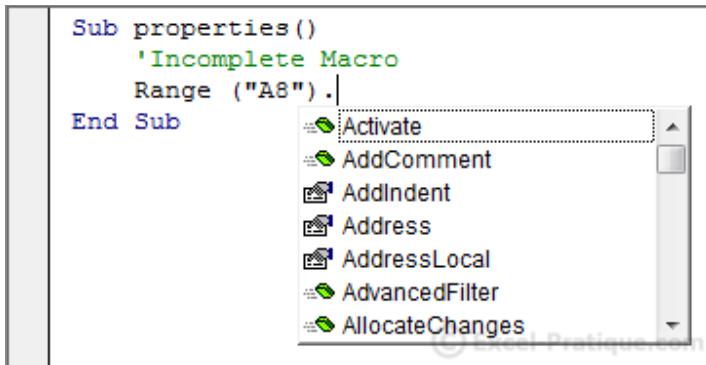 Sub properties()
'Incomplete Macro
Range ("A8").
End Sub
Activate
AddComment
AddIndent
Address
AddressLocal
AdvancedFilter
AllocateChanges
(C) Excel-Pratique.com